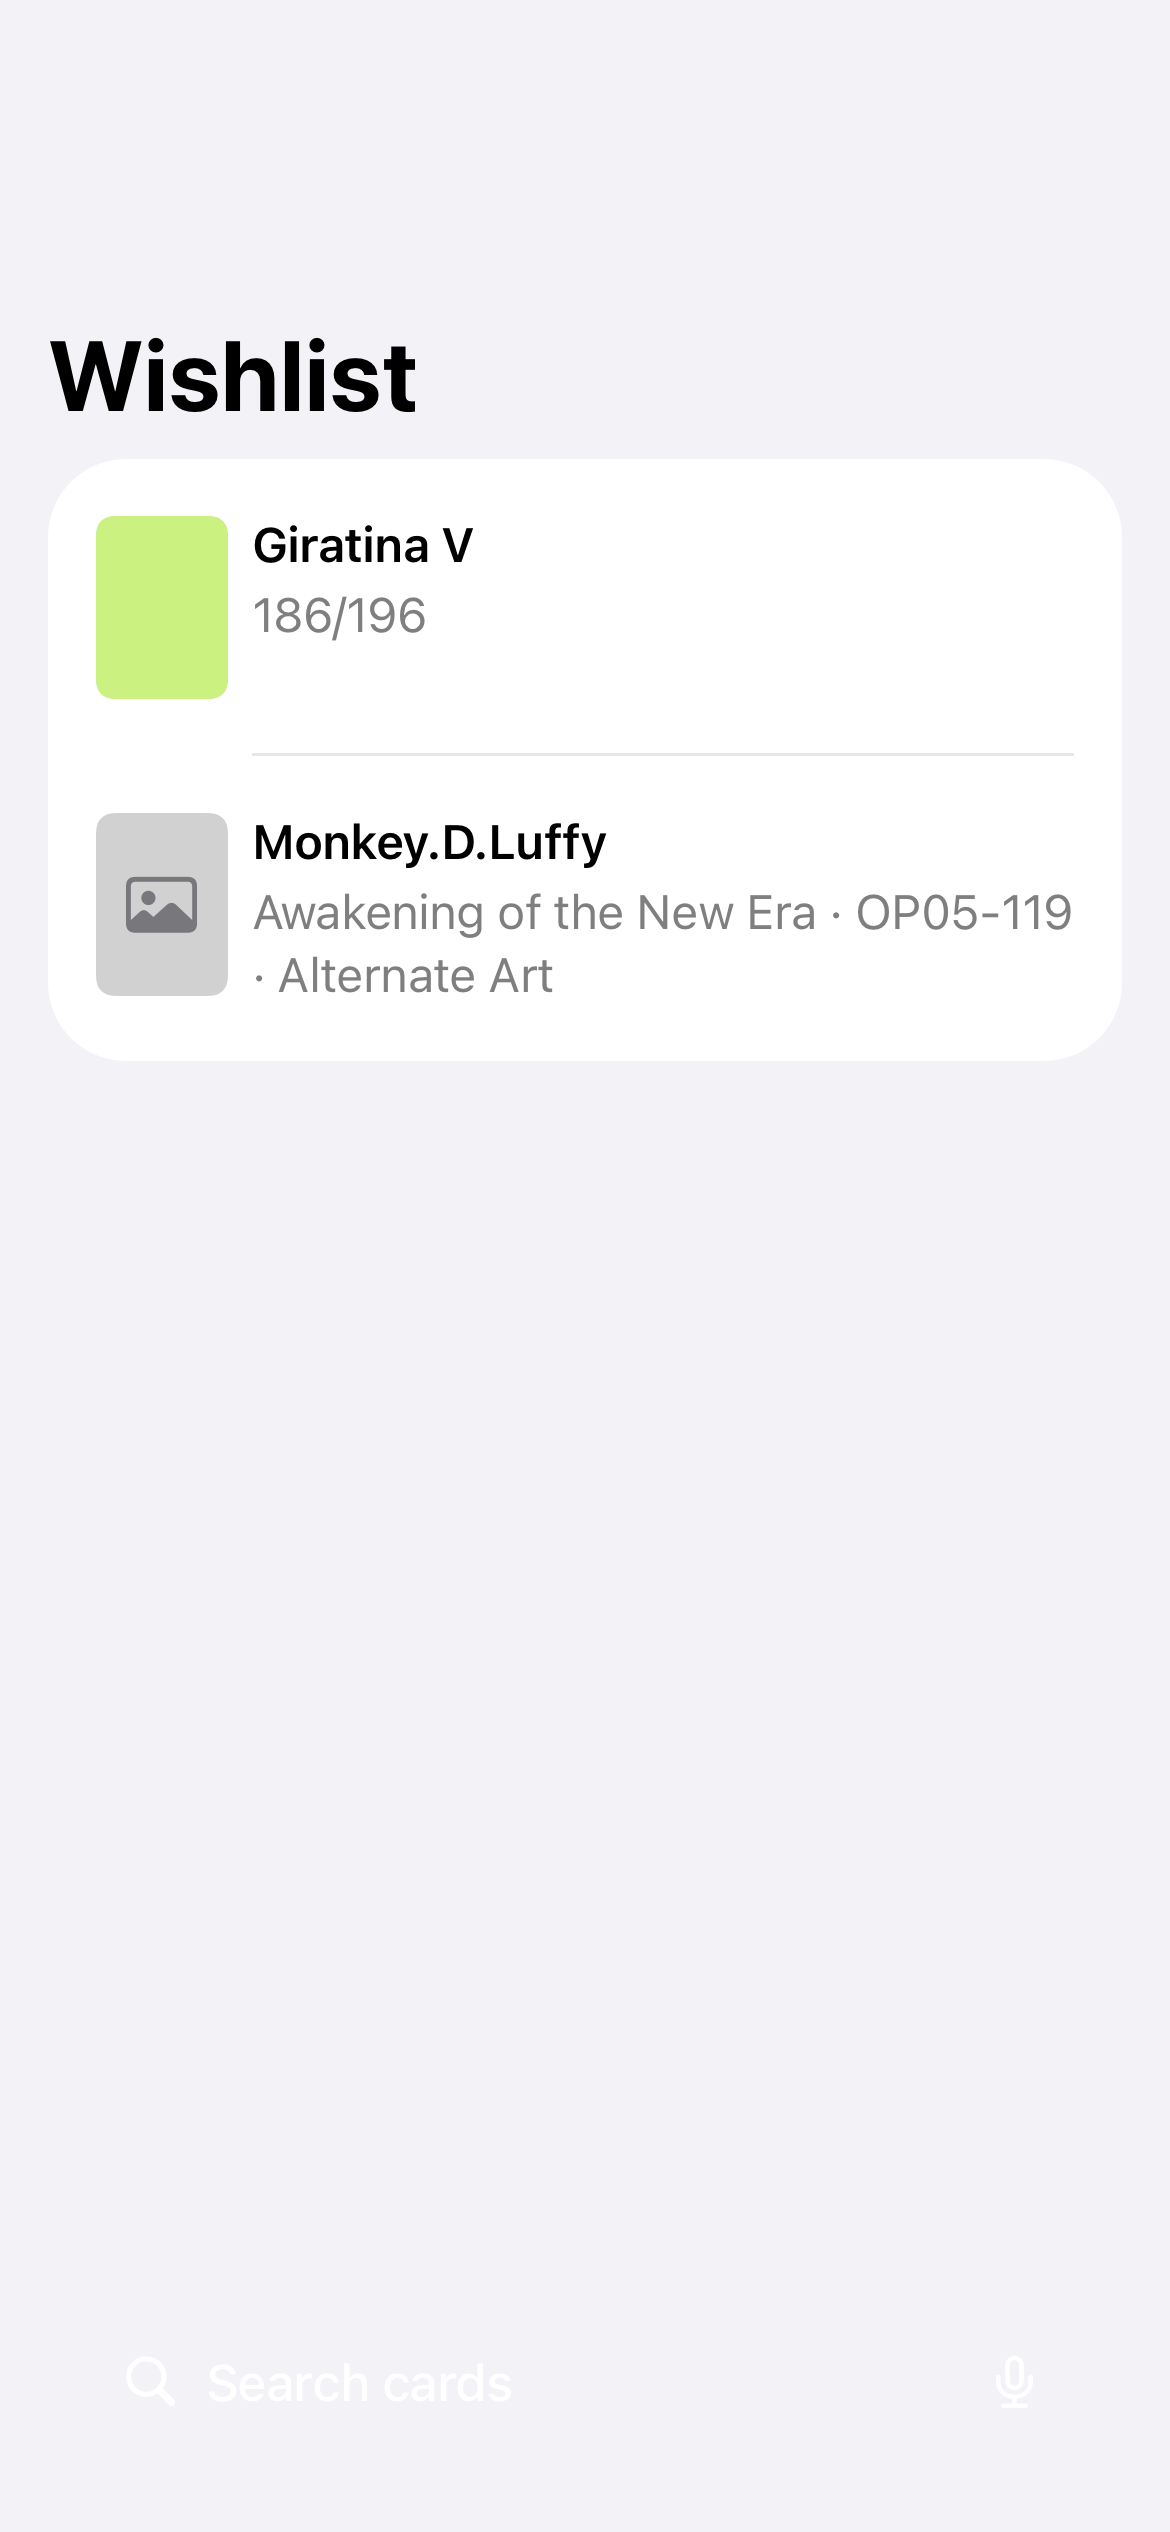 Wishlist
Giratina V
186/196
Monkey.D.Luffy
Awakening of the New Era · OP05-119
· Alternate Art
Search cards